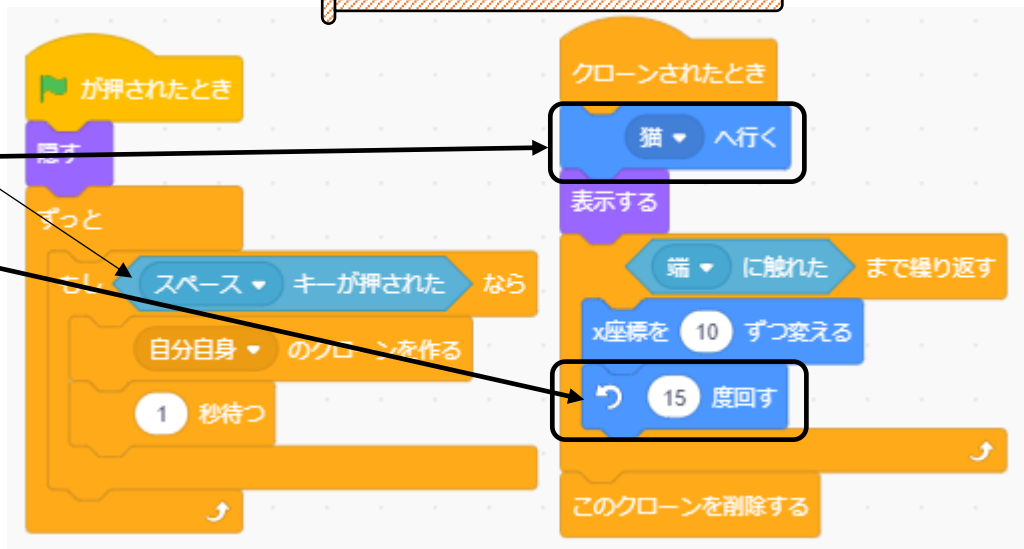 が押されたとき
隠す
ずっと
もし スペース キーが押された なら
自分自身 のクローンを作る
1 秒待つ
クローンされたとき
猫 へ行く
表示する
端 に触れた まで繰り返す
x座標を 10 ずつ変える
15 度回す
このクローンを削除する